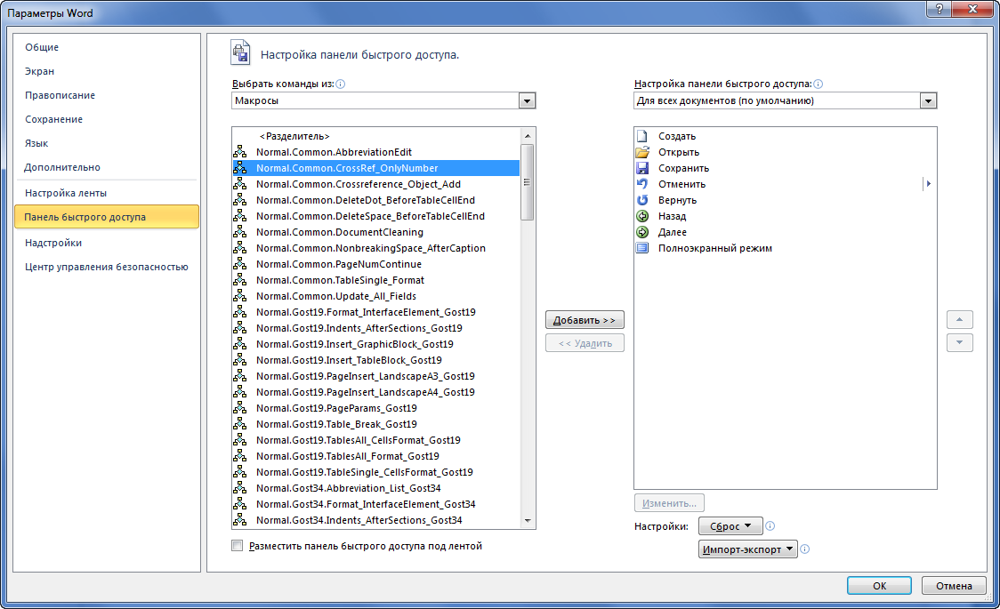 Параметры Word
Общие
Экран
Правописание
Сохранение
Язык
Дополнительно
Настройка ленты
Панель быстрого доступа
Надстройки
Центр управления безопасностью
Настройка панели быстрого доступа.
Выбрать команды из:
Макросы
<Разделитель>
Normal.Common.AbbreviationEdit
Normal.Common.CrossRef_OnlyNumber
Normal.Common.Crossreference_Object_Add
Normal.Common.DeleteDot_BeforeTableCellEnd
Normal.Common.DeleteSpace_BeforeTableCellEnd
Normal.Common.DocumentCleaning
Normal.Common.NonbreakingSpace_AfterCaption
Normal.Common.PageNumContinue
Normal.Common.TableSingle_Format
Normal.Common.Update_All_Fields
Normal.Gost19.Format_InterfaceElement_Gost19
Normal.Gost19.Indents_AfterSections_Gost19
Normal.Gost19.Insert_GraphicBlock_Gost19
Normal.Gost19.Insert_TableBlock_Gost19
Normal.Gost19.PageInsert_LandscapeA3_Gost19
Normal.Gost19.PageInsert_LandscapeA4_Gost19
Normal.Gost19.PageParams_Gost19
Normal.Gost19.Table_Break_Gost19
Normal.Gost19.TablesAll_CellsFormat_Gost19
Normal.Gost19.TablesAll_Format_Gost19
Normal.Gost19.TableSingle_CellsFormat_Gost19
Normal.Gost34.Abbreviation_List_Gost34
Normal.Gost34.Format_InterfaceElement_Gost34
Normal.Gost34.Indents_AfterSections_Gost34
Разместить панель быстрого доступа под лентой
Добавить >>
<< Удалить
Настройка панели быстрого доступа:
Для всех документов (по умолчанию)
Создать
Открыть
Сохранить
Отменить
Вернуть
Назад
Далее
Полноэкранный режим
Изменить...
Настройки:
Сброс
Импорт-экспорт
ОК
Отмена